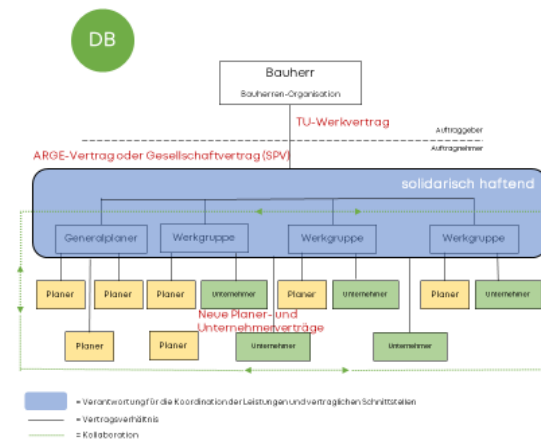 DB
Bauherr
Bauherren-Organisation
TU-Werkvertrag
Auftraggeber
Auftragnehmer
ARGE-Vertrag oder Gesellschaftvertrag (SPV)
solidarisch haftend
Generalplaner
Werkgruppe
Werkgruppe
Werkgruppe
Planer
Planer
Planer
Unternehmer
Planer
Unternehmer
Planer
Unternehmer
Neue Planer- und
Unternehmerverträge
Planer
Planer
Unternehmer
Unternehmer
= Verantwortung für die Koordination der Leistungen und vertraglichen Schnittstellen
= Vertragsverhältnis
= Kollaboration